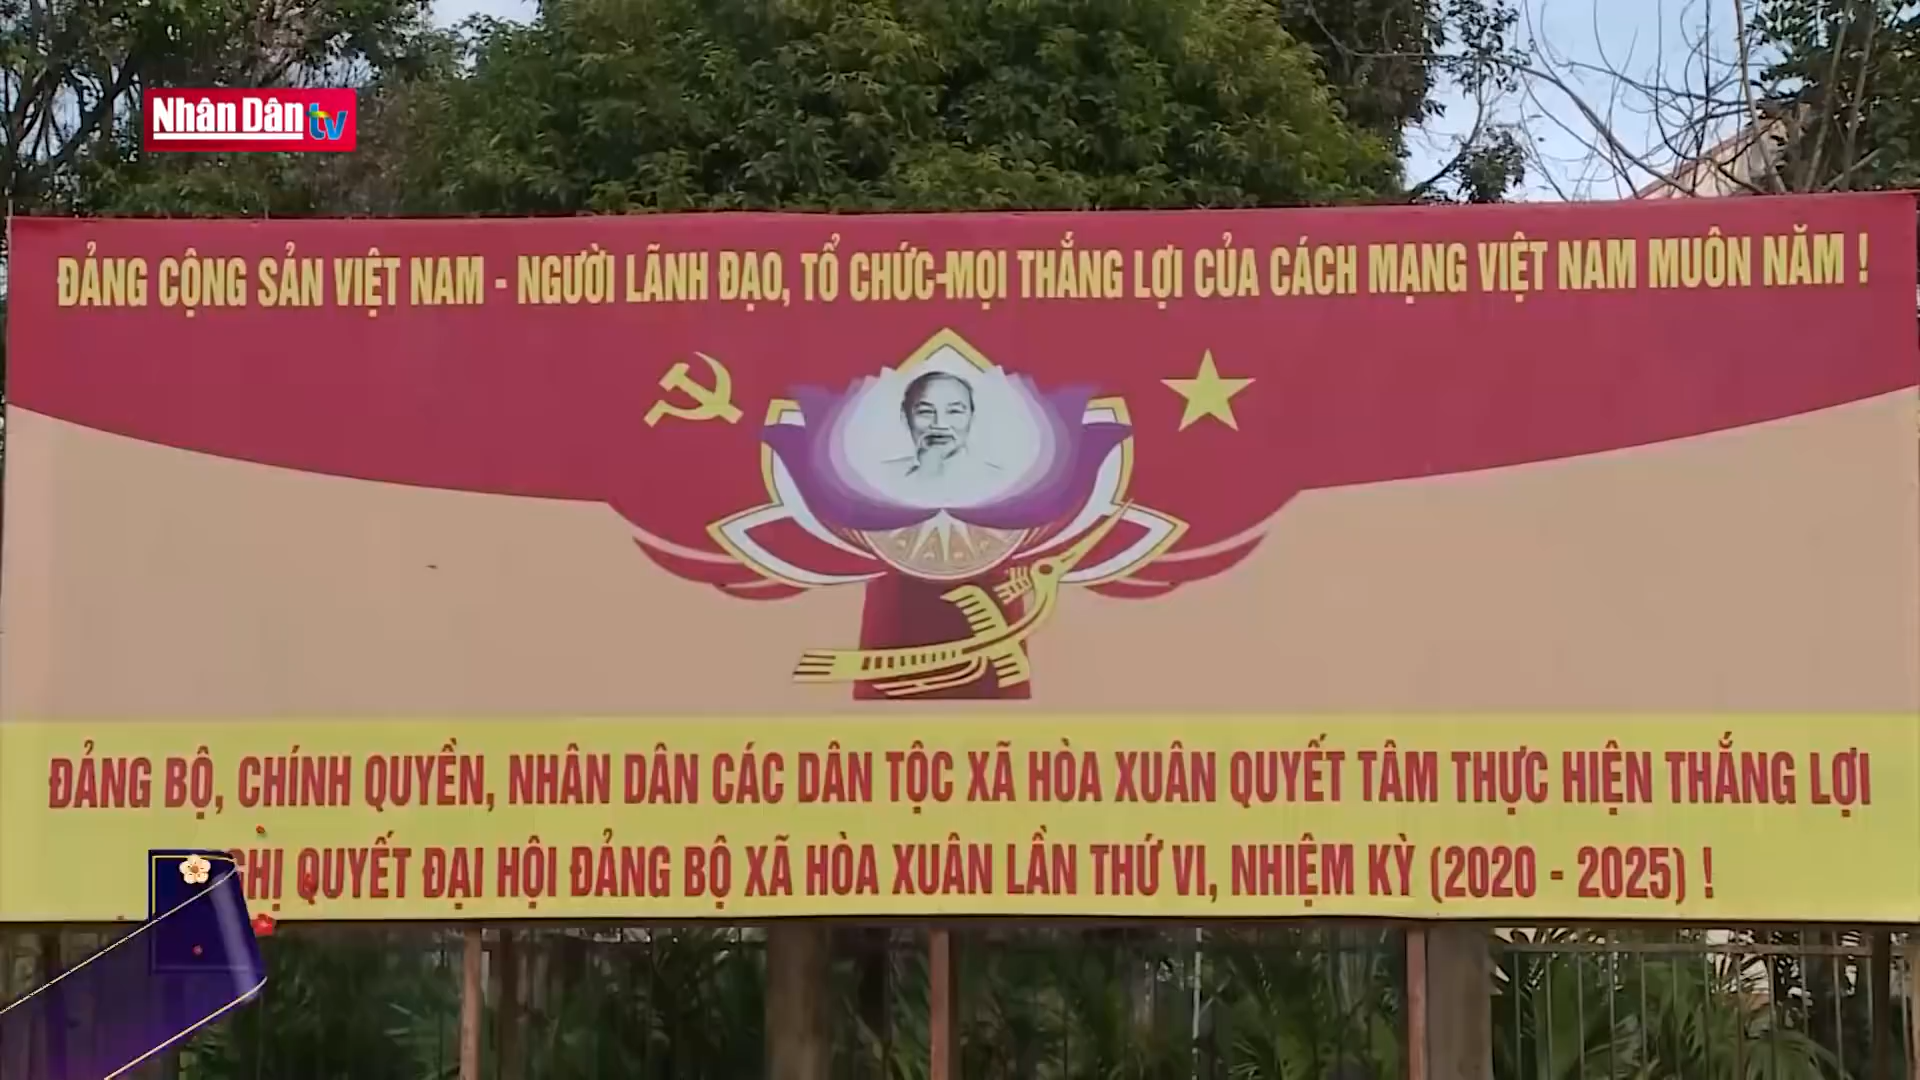 Nhân Dân tv
ĐẢNG CỘNG SẢN VIỆT NAM - NGƯỜI LÃNH ĐẠO, TỔ CHỨC-MỌI THẮNG LỢI CỦA CÁCH MẠNG VIỆT NAM MUÔN NĂM !
ĐẢNG BỘ, CHÍNH QUYỀN, NHÂN DÂN CÁC DÂN TỘC XÃ HÒA XUÂN QUYẾT TÂM THỰC HIỆN THẮNG LỢI
QUYẾT ĐẠI HỘI ĐẢNG BỘ XÃ HÒA XUÂN LẦN THỨ VI, NHIỆM KỲ (2020 - 2025) !